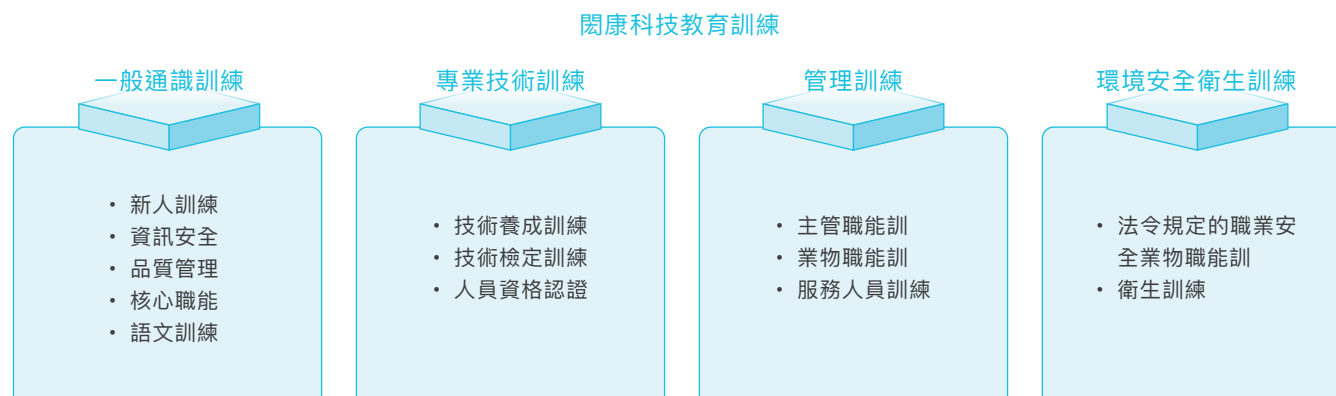 閎康科技教育訓練
一般通識訓練
• 新人訓練
• 資訊安全
• 品質管理
• 核心職能
• 語文訓練
專業技術訓練
• 技術養成訓練
• 技術檢定訓練
• 人員資格認證
管理訓練
• 主管職能訓
• 業物職能訓
• 服務人員訓練
環境安全衛生訓練
• 法令規定的職業安
全業物職能訓
• 衛生訓練